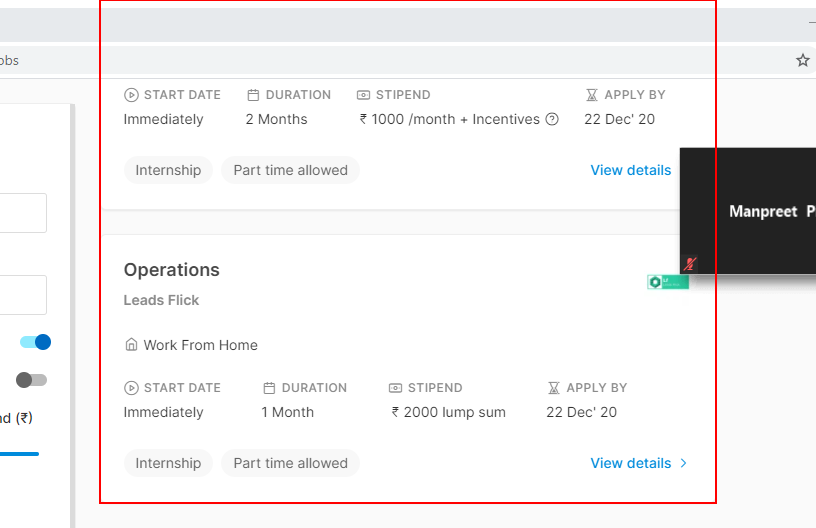 obs
START DATE DURATION STIPEND APPLY BY
Immediately 2 Months ₹ 1000 /month + Incentives 22 Dec' 20
Internship Part time allowed View details
Manpreet P
Operations
Leads Flick
Work From Home
START DATE DURATION STIPEND APPLY BY
Immediately 1 Month ₹ 2000 lump sum 22 Dec' 20
nd (₹)
Internship Part time allowed View details